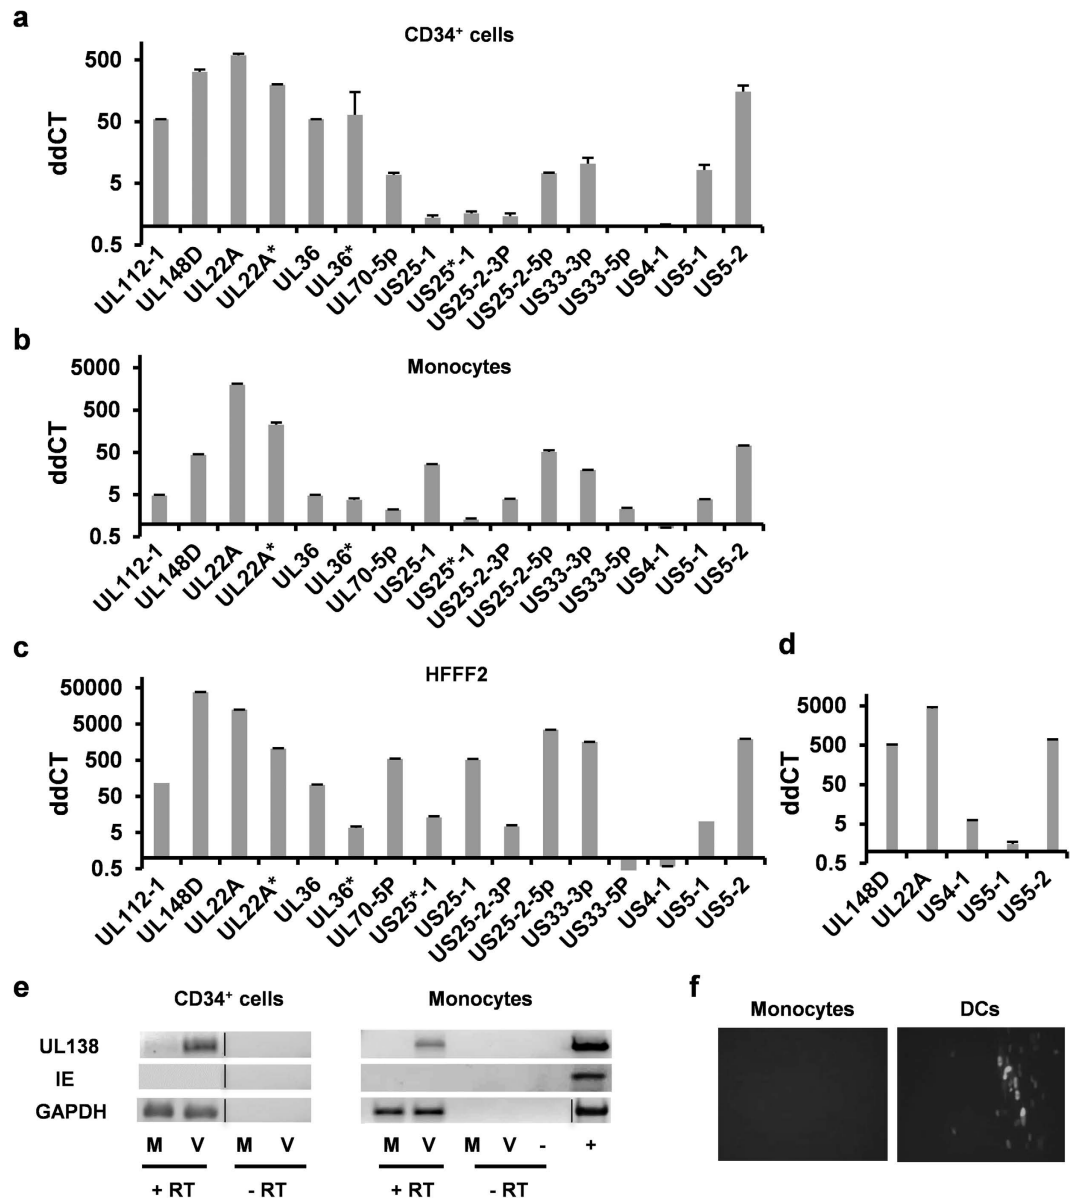 a
CD34⁺ cells
ddCT
500
50
5
0.5
UL112-1
UL148D
UL22A
UL22A*
UL36
UL36*
UL70-5p
US25-1
US25*-1
US25-2-3P
US25-2-5p
US33-3p
US33-5p
US4-1
US5-1
US5-2
b
Monocytes
ddCT
5000
500
50
5
0.5
UL112-1
UL148D
UL22A
UL22A*
UL36
UL36*
UL70-5p
US25-1
US25*-1
US25-2-3P
US25-2-5p
US33-3p
US33-5p
US4-1
US5-1
US5-2
c
HFFF2
ddCT
50000
5000
500
50
5
0.5
UL112-1
UL148D
UL22A
UL22A*
UL36
UL36*
UL70-5P
US25*-1
US25-1
US25-2-3P
US25-2-5p
US33-3p
US33-5P
US4-1
US5-1
US5-2
d
ddCT
5000
500
50
5
0.5
UL148D
UL22A
US4-1
US5-1
US5-2
e
CD34⁺ cells Monocytes
UL138
IE
GAPDH
M V M V M V M V - +
+ RT - RT + RT - RT
f
Monocytes DCs